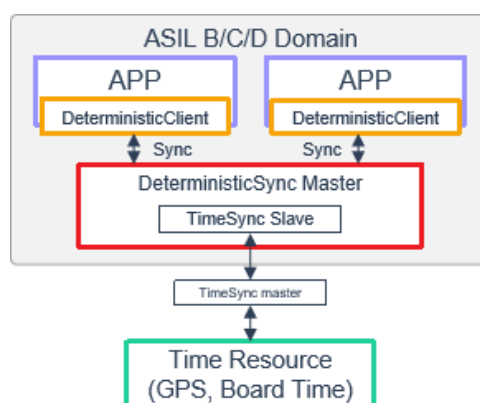 ASIL B/C/D Domain
APP
APP
DeterministicClient
DeterministicClient
Sync
Sync
DeterministicSync Master
TimeSync Slave
TimeSync master
Time Resource
(GPS, Board Time)